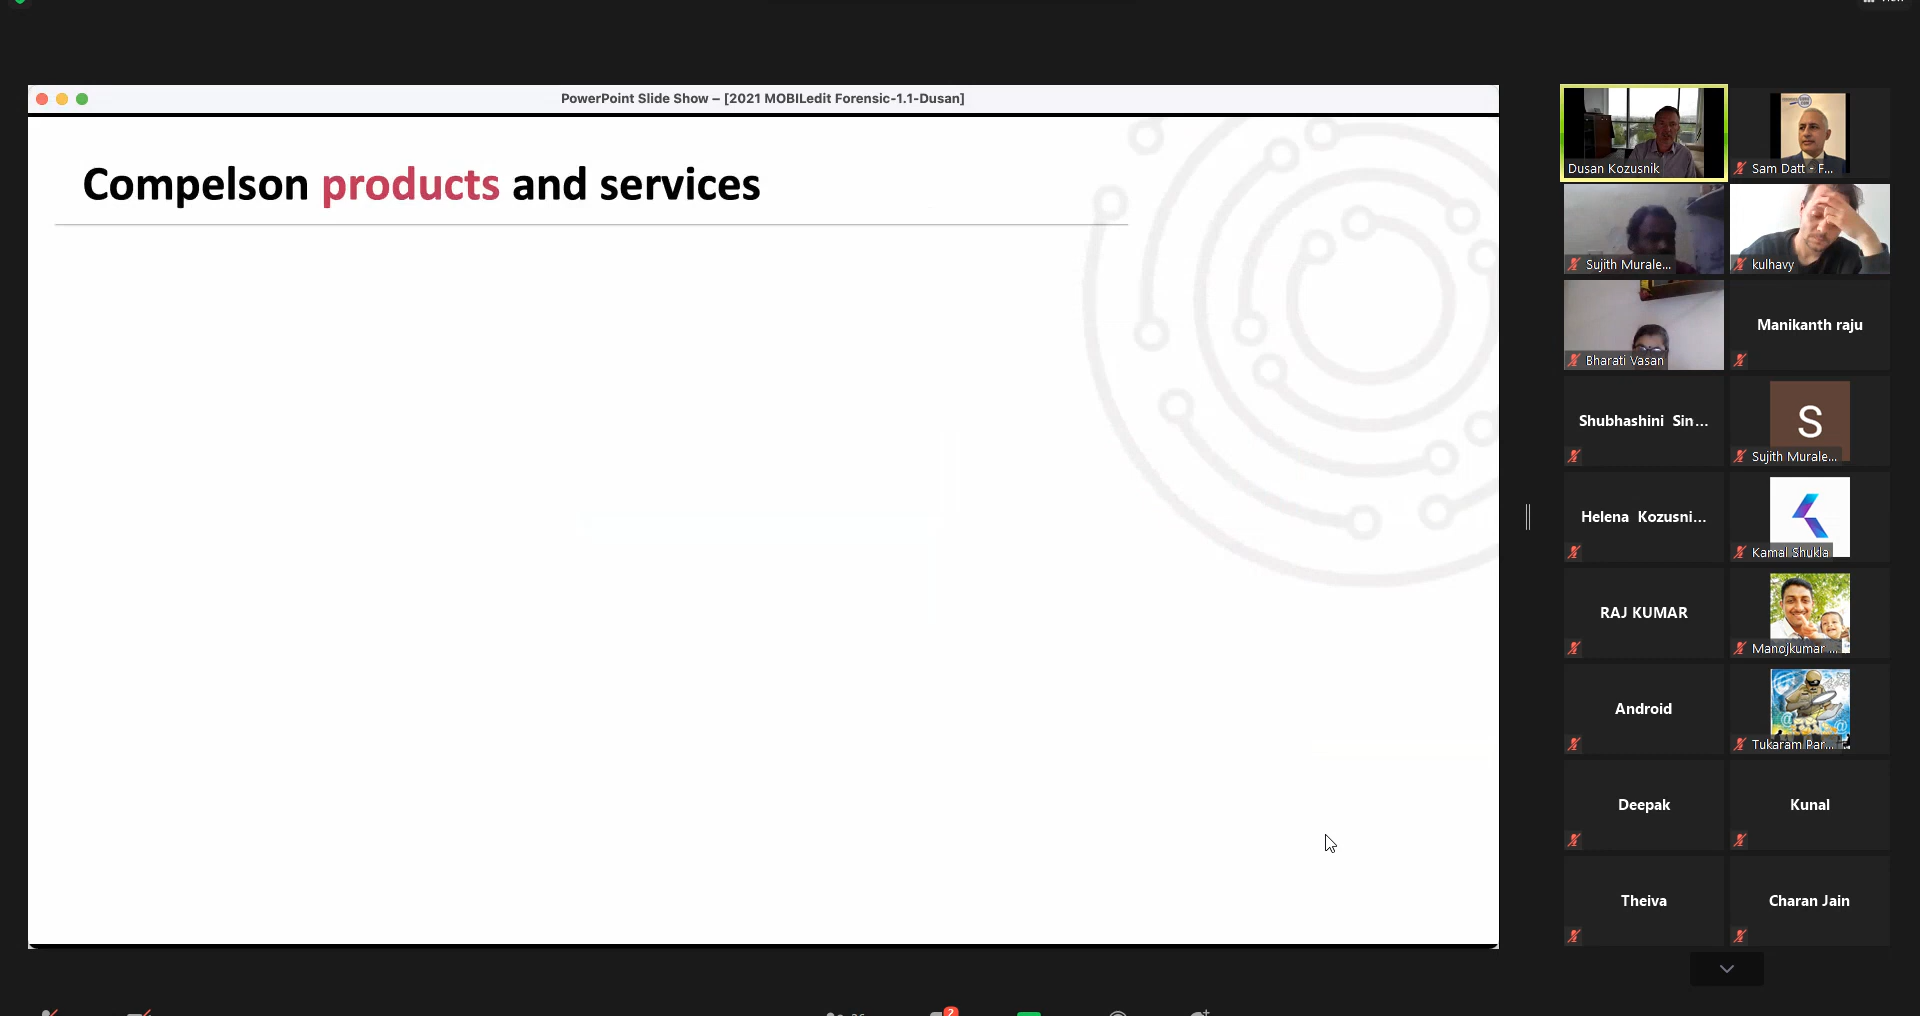 PowerPoint Slide Show – [2021 MOBILedit Forensic-1.1-Dusan]
Compelson products and services
Dusan Kozusnik
Sam Datt - F...
Sujith Murale...
kulhavy
Bharati Vasan
Manikanth raju
Shubhashini Sin...
S
Sujith Murale...
Helena Kozusni...
Kamal Shukla
RAJ KUMAR
Manojkumar ...
Android
Tukaram Par...
Deepak
Kunal
Theiva
Charan Jain
2